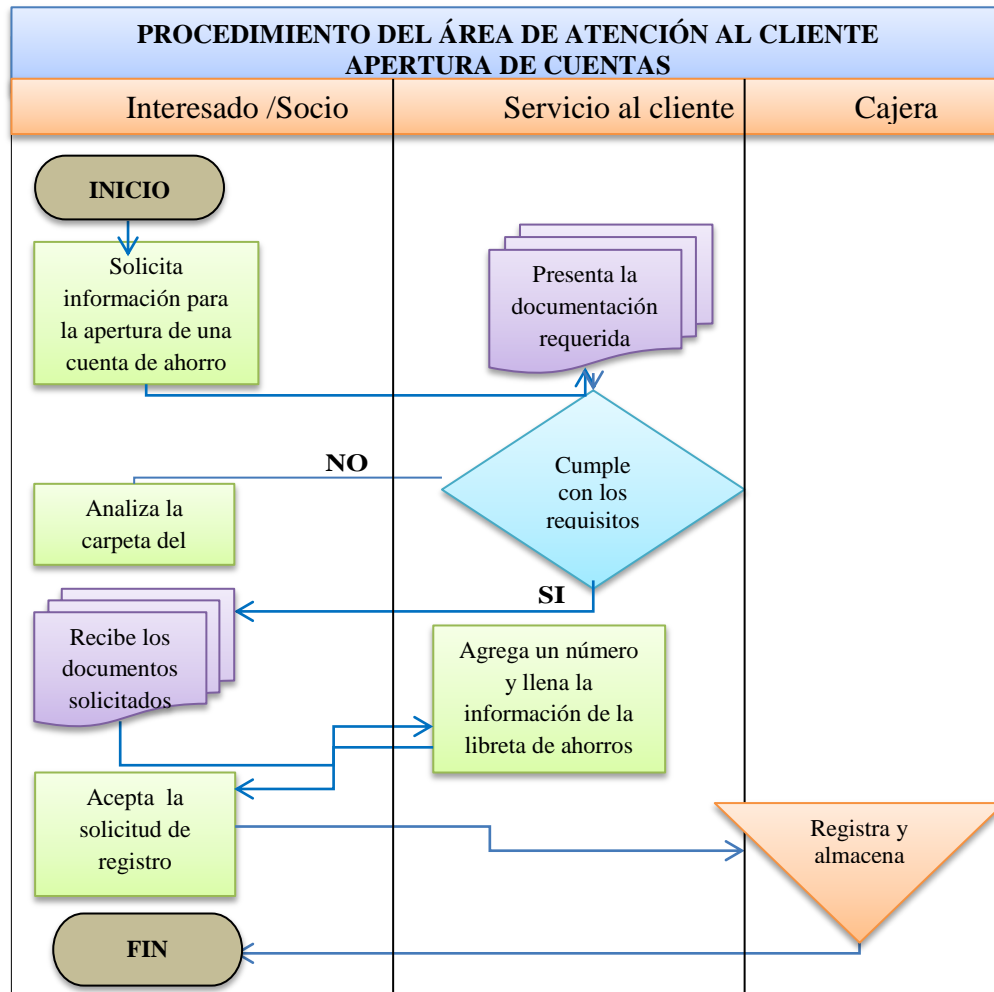 PROCEDIMIENTO DEL ÁREA DE ATENCIÓN AL CLIENTE
APERTURA DE CUENTAS
Interesado /Socio
Servicio al cliente
Cajera
INICIO
Solicita
información para
la apertura de una
cuenta de ahorro
Presenta la
documentación
requerida
Cumple
con los
requisitos
NO
Analiza la
carpeta del
SI
Recibe los
documentos
solicitados
Agrega un número
y llena la
información de la
libreta de ahorros
Acepta la
solicitud de
registro
Registra y
almacena
FIN